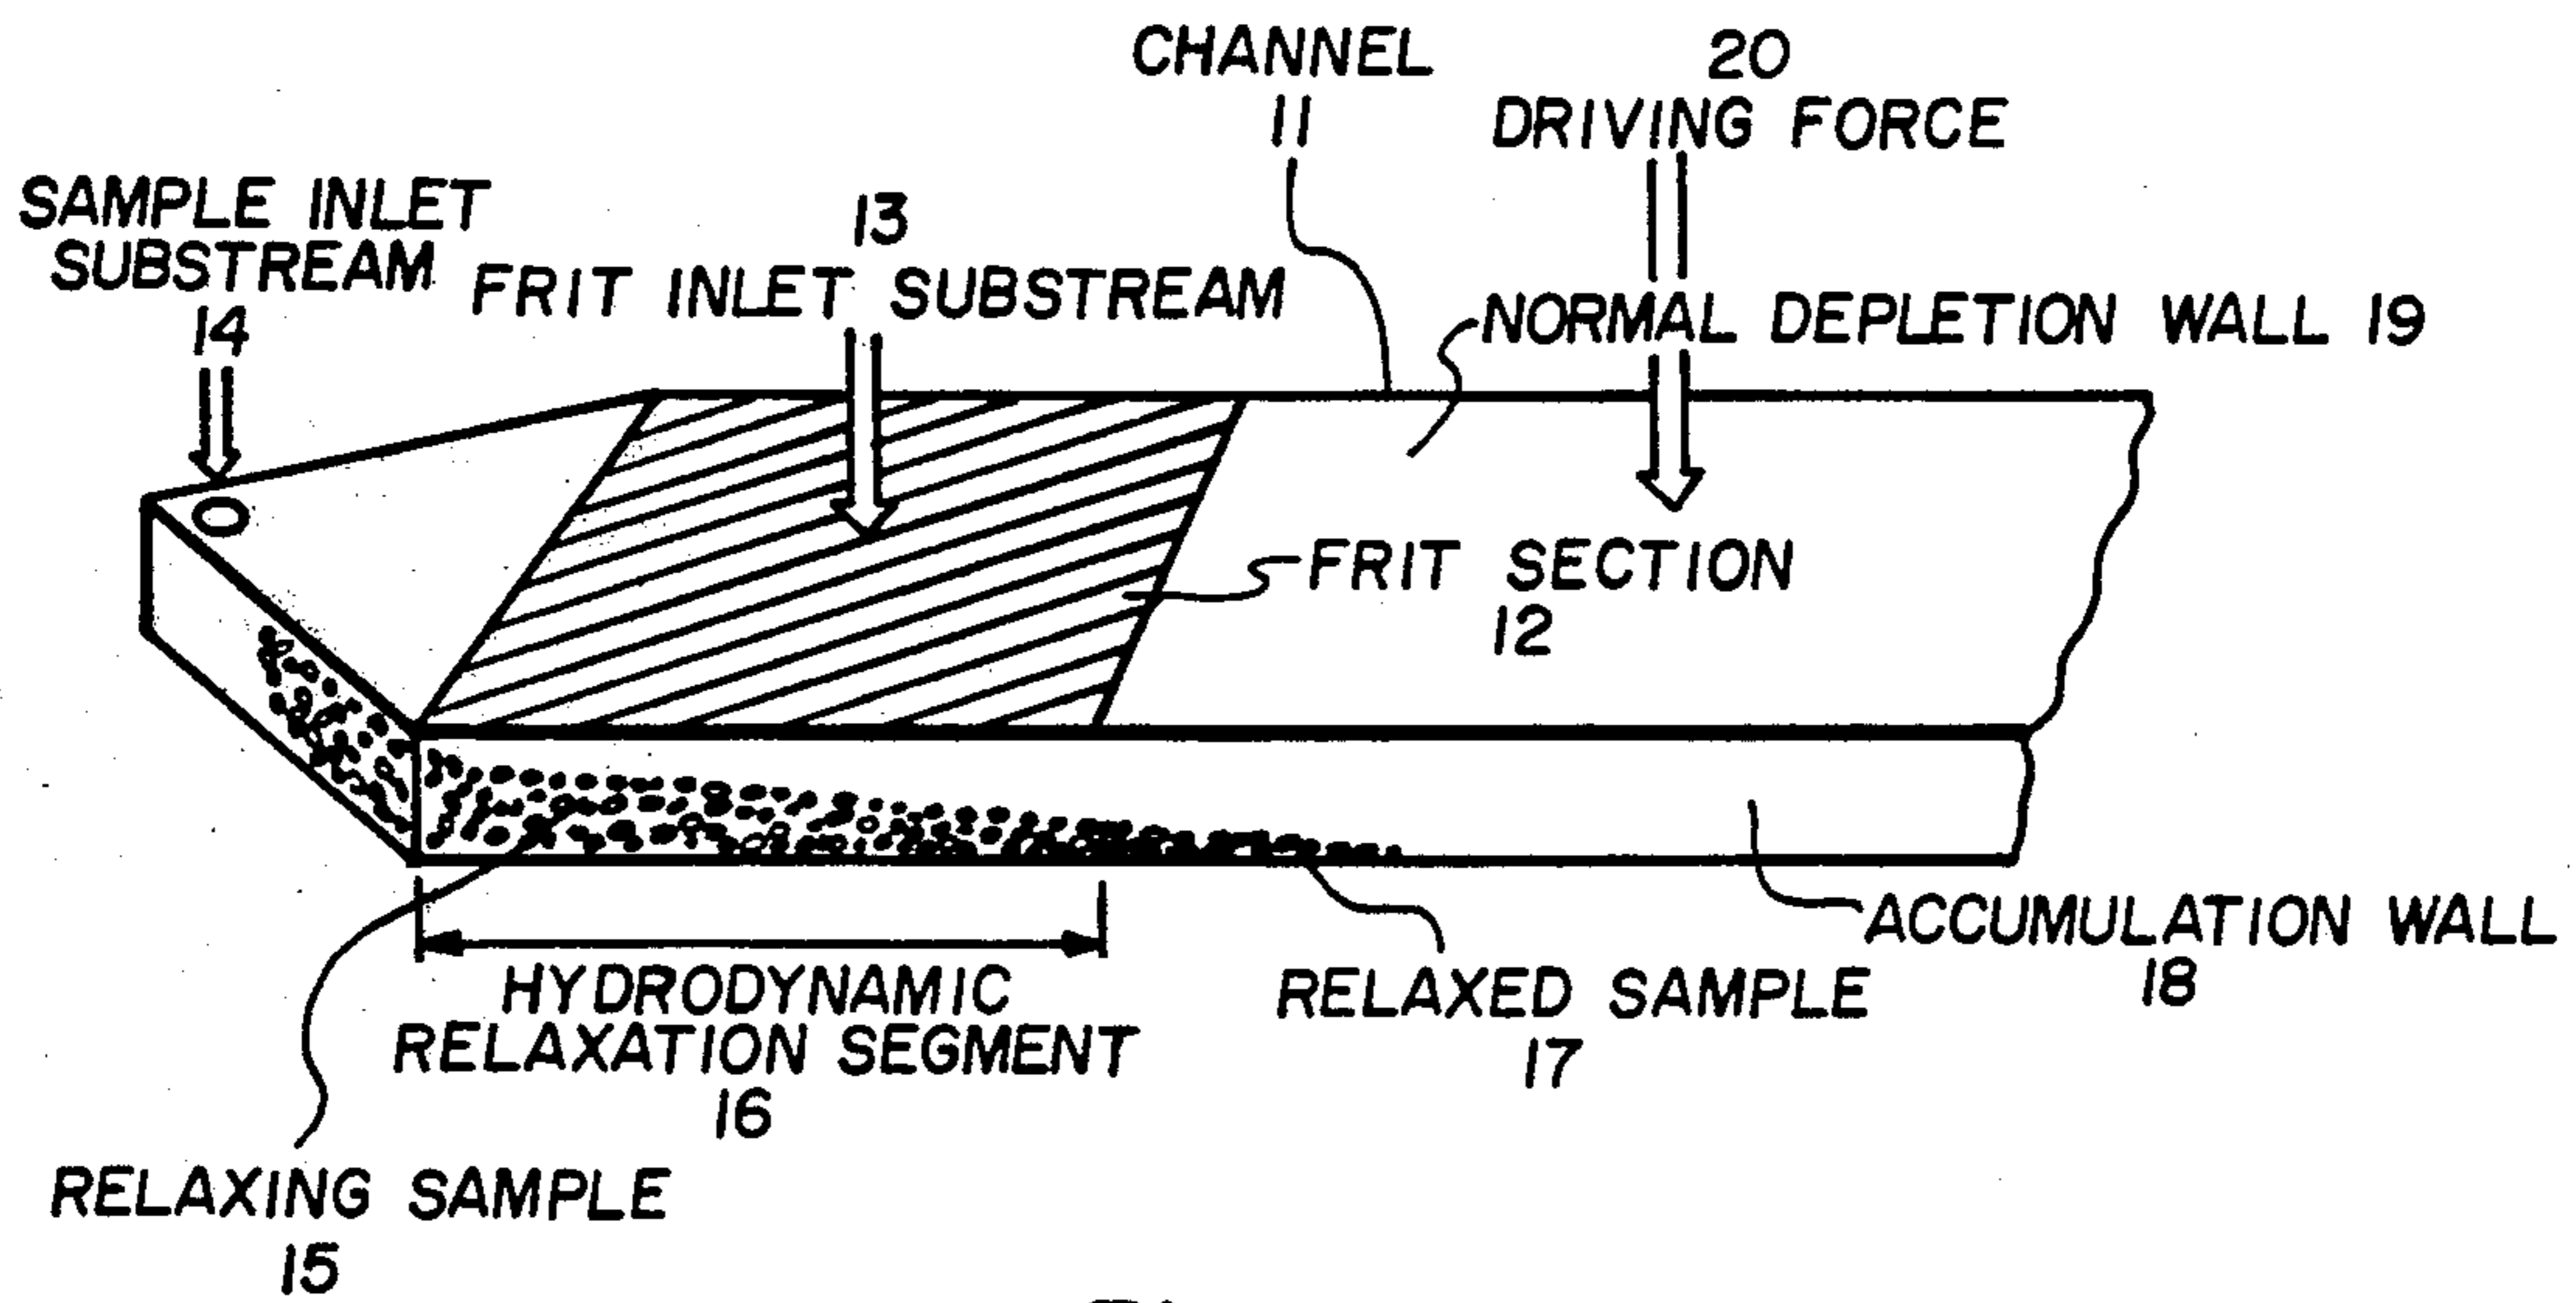 CHANNEL
11
20
DRIVING FORCE
SAMPLE INLET
SUBSTREAM
14
13
FRIT INLET SUBSTREAM
NORMAL DEPLETION WALL 19
FRIT SECTION
12
ACCUMULATION WALL
18
HYDRODYNAMIC
RELAXATION SEGMENT
16
RELAXED SAMPLE
17
RELAXING SAMPLE
15